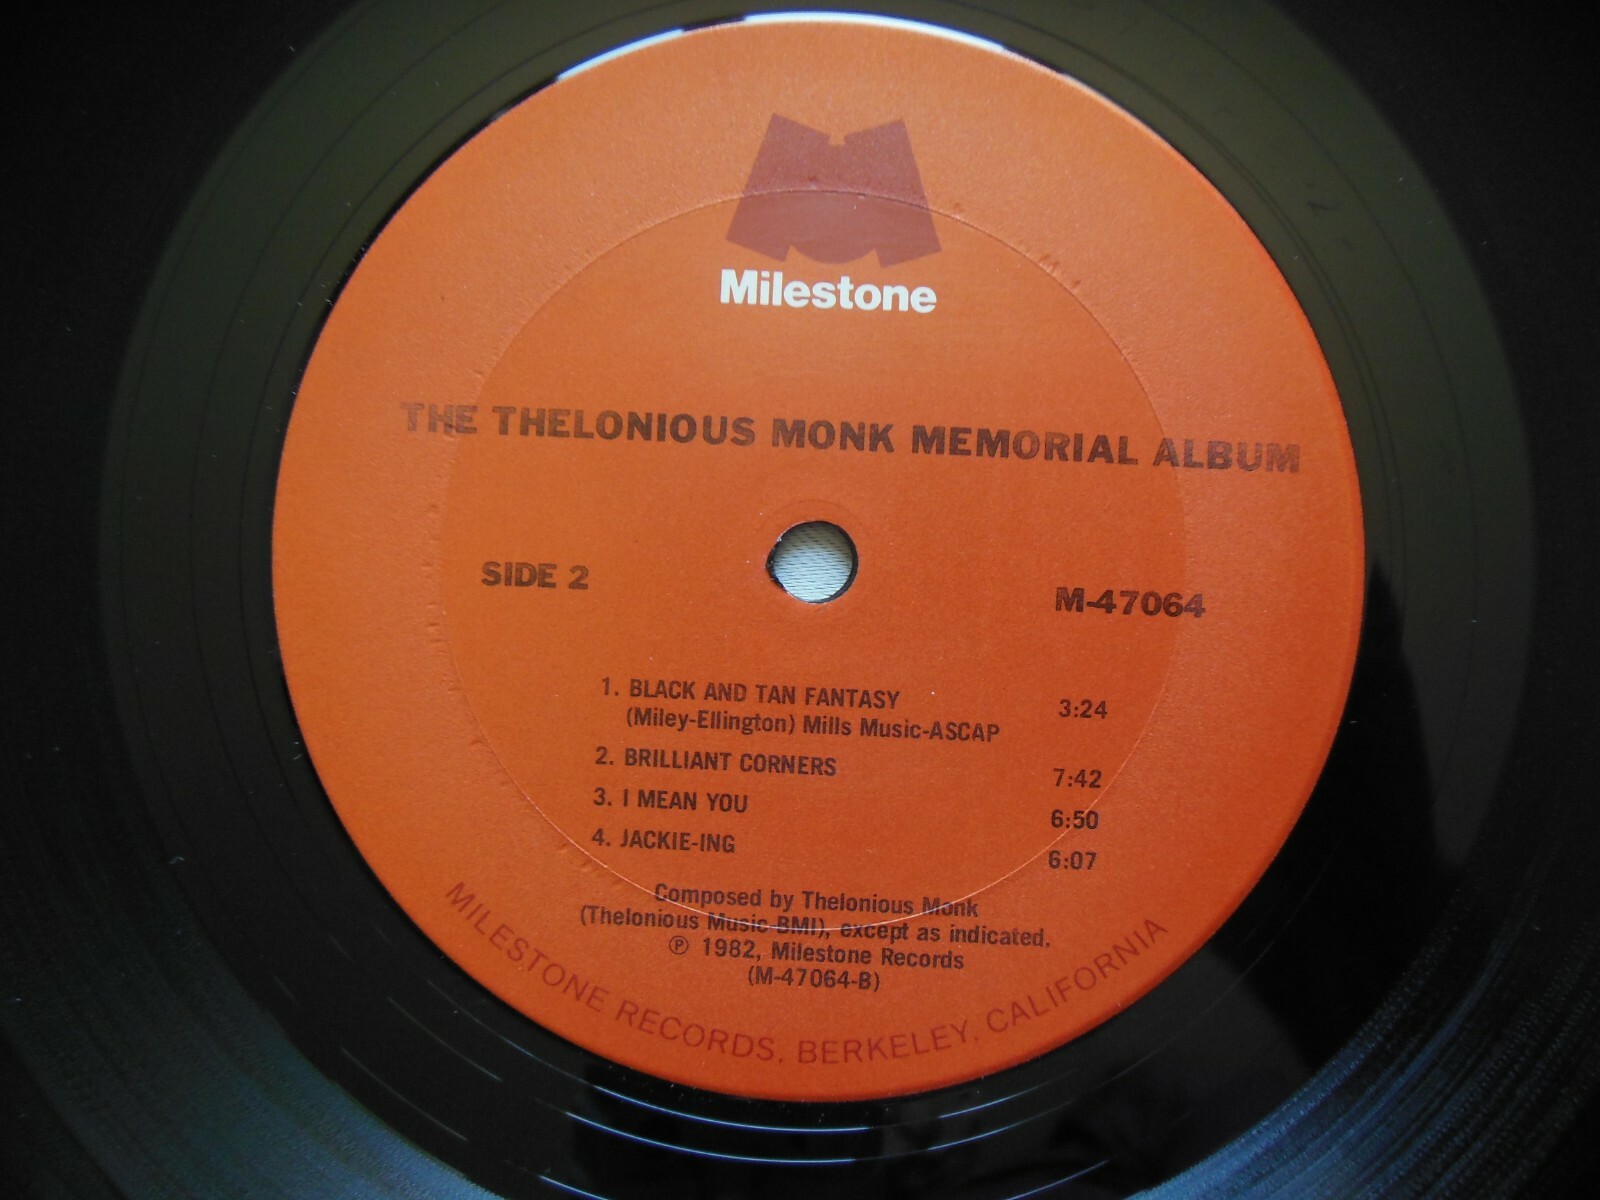 Milestone
THE THELONIOUS MONK MEMORIAL ALBUM
SIDE 2
M-47064
1. BLACK AND TAN FANTASY 3:24
(Miley-Ellington) Mills Music-ASCAP
2. BRILLIANT CORNERS 7:42
3. I MEAN YOU 6:50
4. JACKIE-ING 6:07
Composed by Thelonious Monk
(Thelonious Music-BMI), except as indicated.
℗ 1982, Milestone Records
(M-47064-B)
MILESTONE RECORDS, BERKELEY, CALIFORNIA